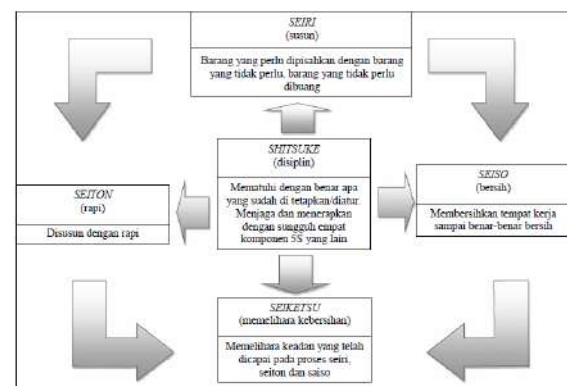 SEIRI
(susun)
Barang yang perlu dipisahkan dengan barang
yang tidak perlu, barang yang tidak perlu
dibuang
SHITSUKE
(disiplin)
Mematuhi dengan benar apa
yang sudah di tetapkan/diatur.
Menjaga dan menerapkan
dengan sungguh empat
komponen 5S yang lain
SEITON
(rapi)
Disusun dengan rapi
SEISO
(bersih)
Membersihkan tempat kerja
sampai benar-benar bersih
SEIKETSU
(memelihara kebersihan)
Memelihara keadan yang telah
dicapai pada proses seiri,
seiton dan saiso